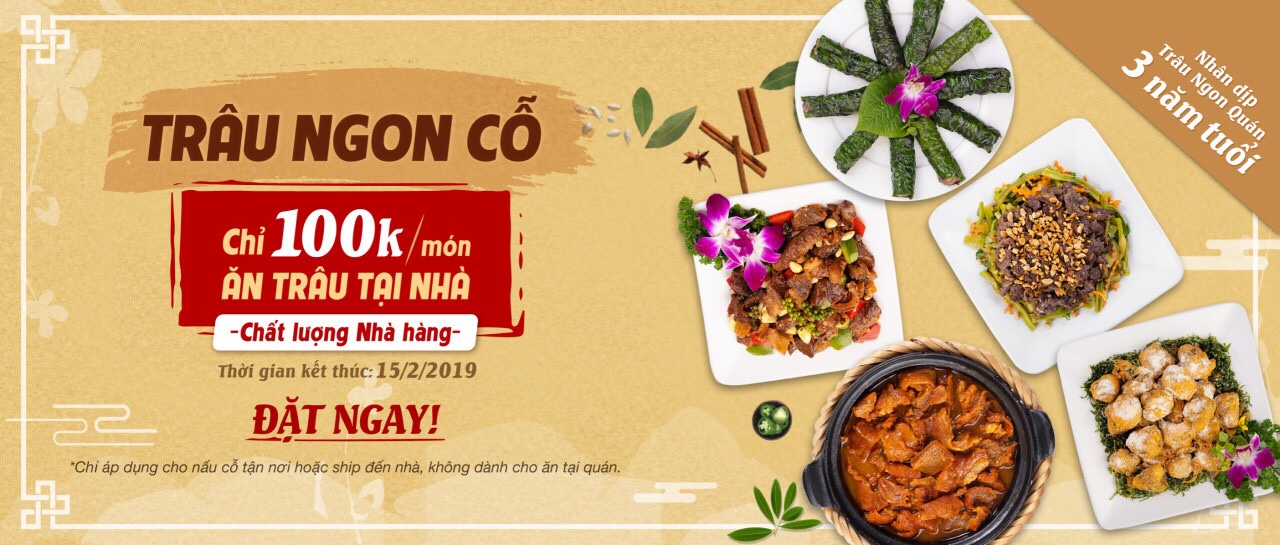 TRÂU NGON CỖ
Chỉ 100k/món
ĂN TRÂU TẠI NHÀ
-Chất lượng Nhà hàng-
Thời gian kết thúc: 15/2/2019
ĐẶT NGAY!
*Chỉ áp dụng cho nấu cỗ tận nơi hoặc ship đến nhà, không dành cho ăn tại quán.
Nhân dịp
Trâu Ngon Quán
3 năm tuổi